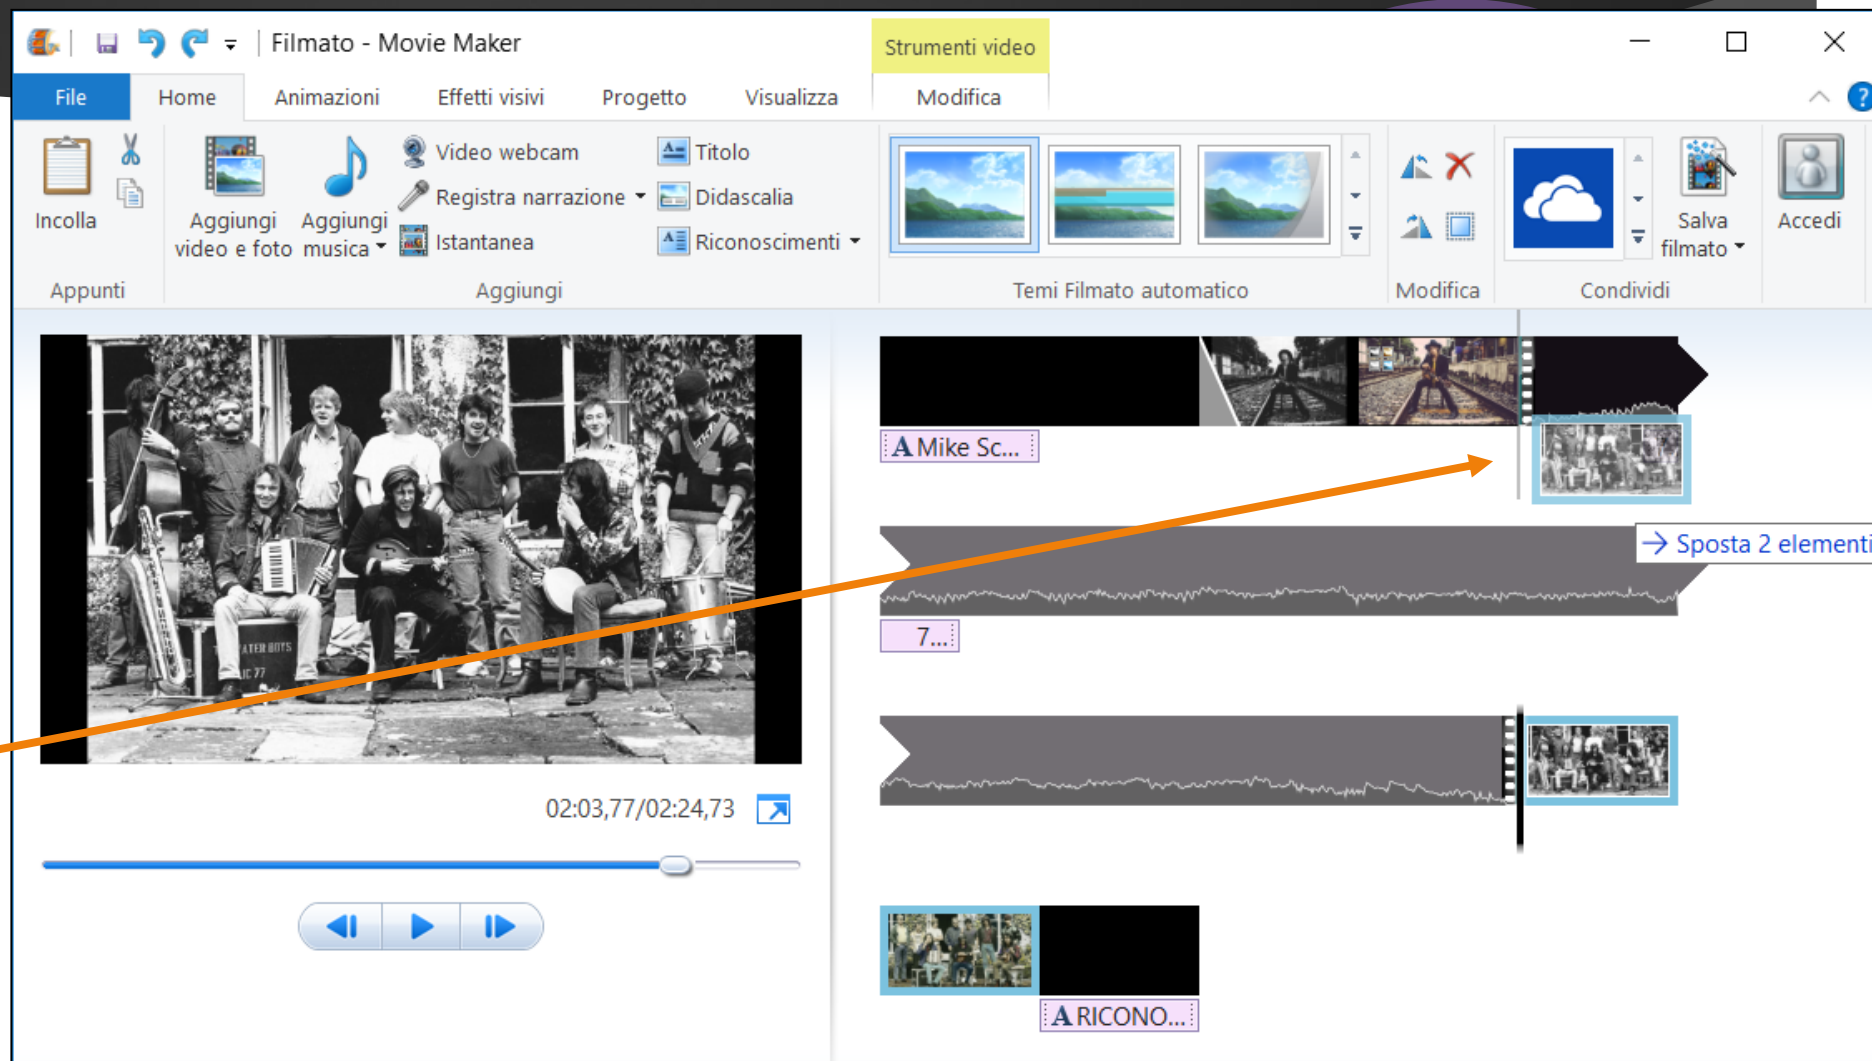 Filmato - Movie Maker
Strumenti video
File
Home
Animazioni
Effetti visivi
Progetto
Visualizza
Modifica
?
Incolla
Appunti
Aggiungi
video e foto
Aggiungi
musica
Video webcam
Registra narrazione
Istantanea
Titolo
Didascalia
Riconoscimenti
Aggiungi
Temi Filmato automatico
Modifica
Condividi
Salva
filmato
Accedi
A Mike Sc...
→ Sposta 2 elementi
7...
02:03,77/02:24,73
A RICONO...